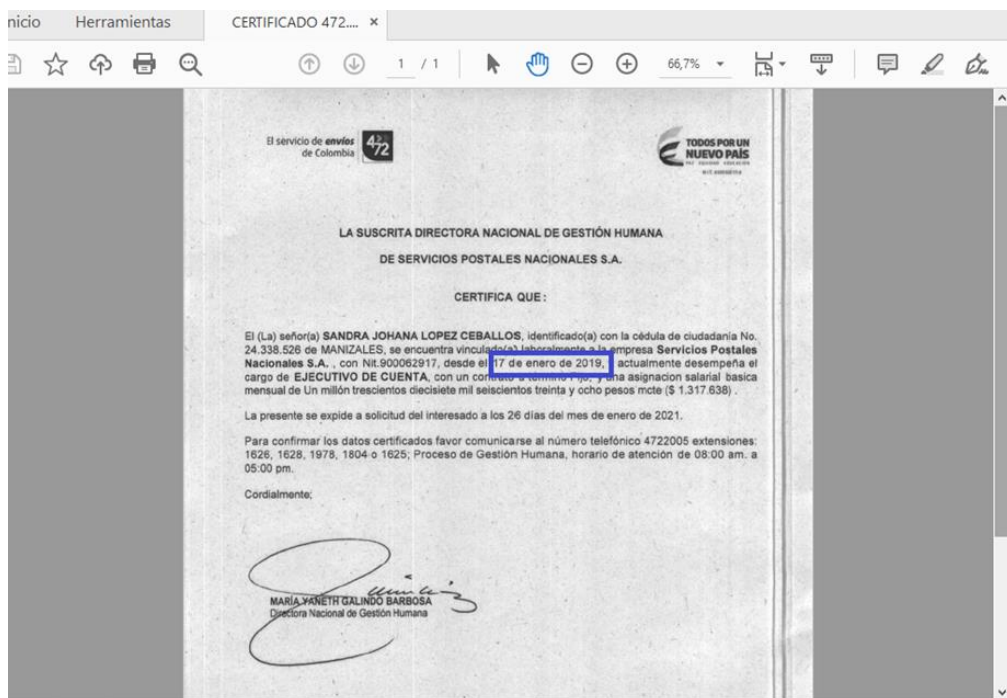 nicio Herramientas CERTIFICADO 472.... ×
1 / 1 66,7%
El servicio de envíos
de Colombia
4 72
TODOS POR UN
NUEVO PAÍS
PAZ EQUIDAD EDUCACIÓN
LA SUSCRITA DIRECTORA NACIONAL DE GESTIÓN HUMANA
DE SERVICIOS POSTALES NACIONALES S.A.
CERTIFICA QUE :
El (La) señor(a) SANDRA JOHANA LOPEZ CEBALLOS, identificado(a) con la cédula de ciudadanía No.
24.338.526 de MANIZALES, se encuentra vinculado(a) laboralmente a la empresa Servicios Postales
Nacionales S.A. , con Nit.900062917, desde el 17 de enero de 2019, actualmente desempeña el
cargo de EJECUTIVO DE CUENTA, con un contrato a término Fijo, y una asignacion salarial basica
mensual de Un millón trescientos diecisiete mil seiscientos treinta y ocho pesos mcte ($ 1.317.638) .
La presente se expide a solicitud del interesado a los 26 días del mes de enero de 2021.
Para confirmar los datos certificados favor comunicarse al número telefónico 4722005 extensiones:
1626, 1628, 1978, 1804 o 1625; Proceso de Gestión Humana, horario de atención de 08:00 am. a
05:00 pm.
Cordialmente;
MARÍA YANETH GALINDO BARBOSA
Directora Nacional de Gestión Humana